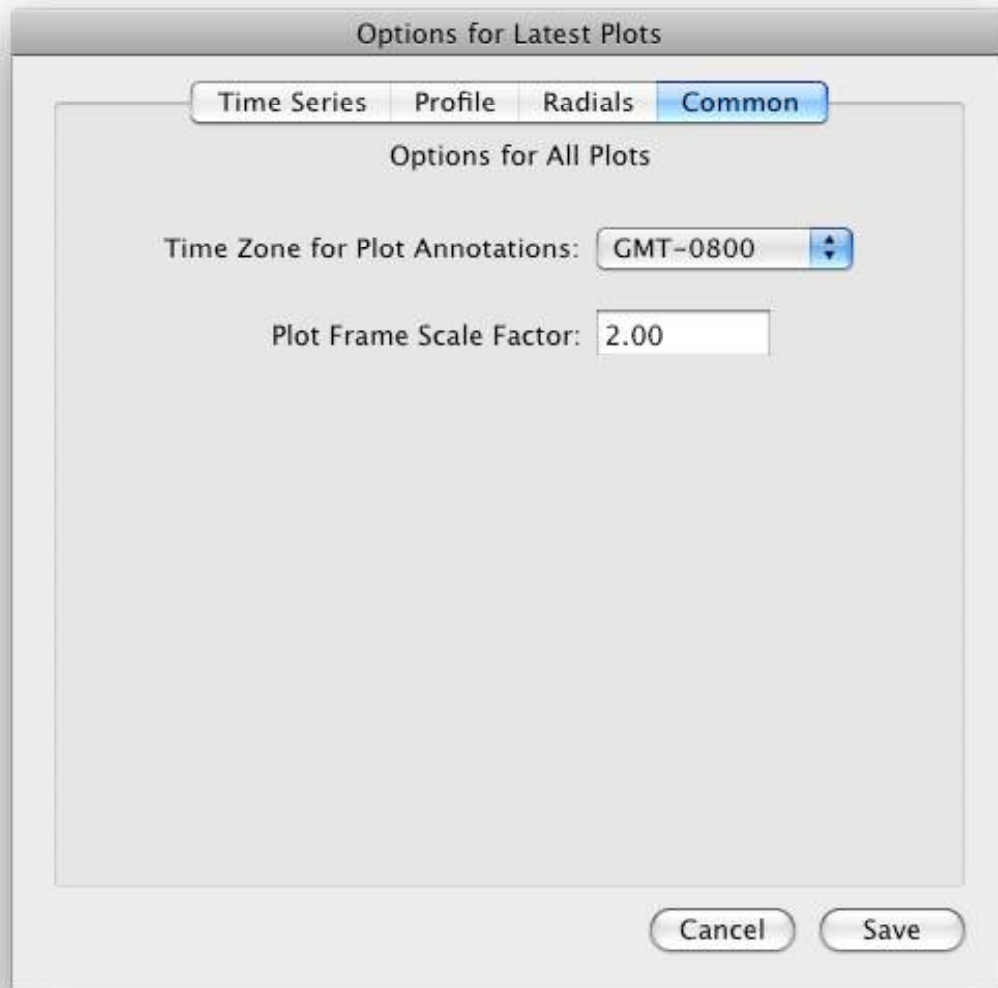 Options for Latest Plots
Time Series Profile Radials Common
Options for All Plots
Time Zone for Plot Annotations: GMT-0800
Plot Frame Scale Factor: 2.00
Cancel Save